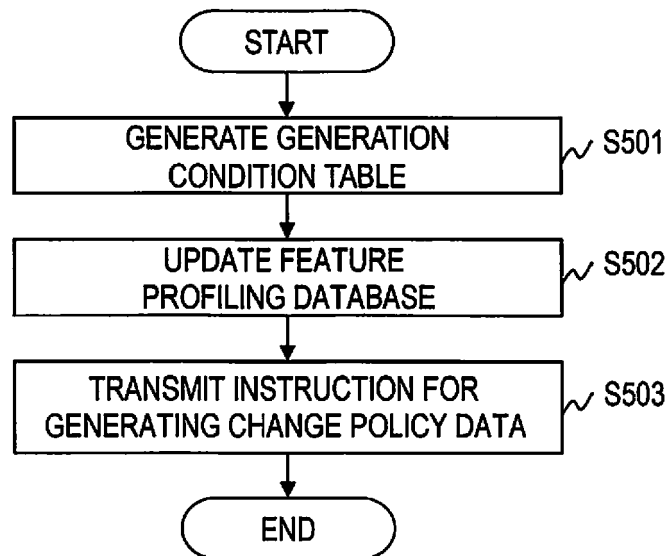 START
GENERATE GENERATION
CONDITION TABLE
S501
UPDATE FEATURE
PROFILING DATABASE
S502
TRANSMIT INSTRUCTION FOR
GENERATING CHANGE POLICY DATA
S503
END